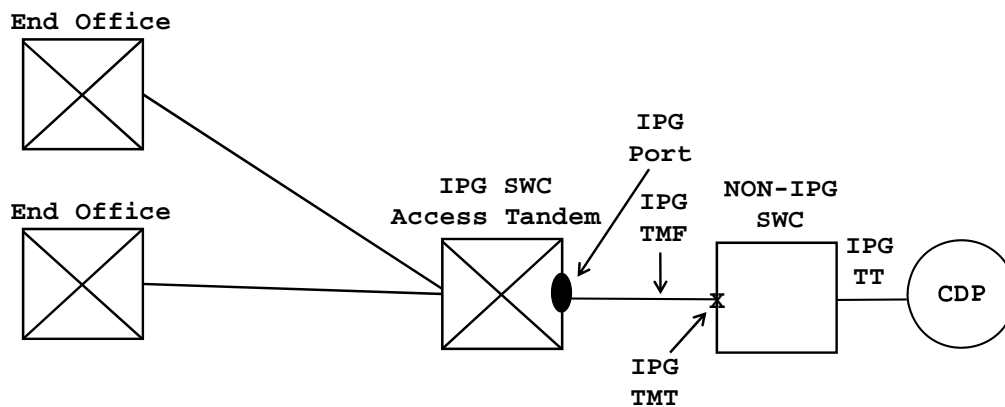 End Office
IPG
Port
IPG SWC
Access Tandem
NON-IPG
SWC
IPG
TMF
End Office
IPG
TT
CDP
X
IPG
TMT